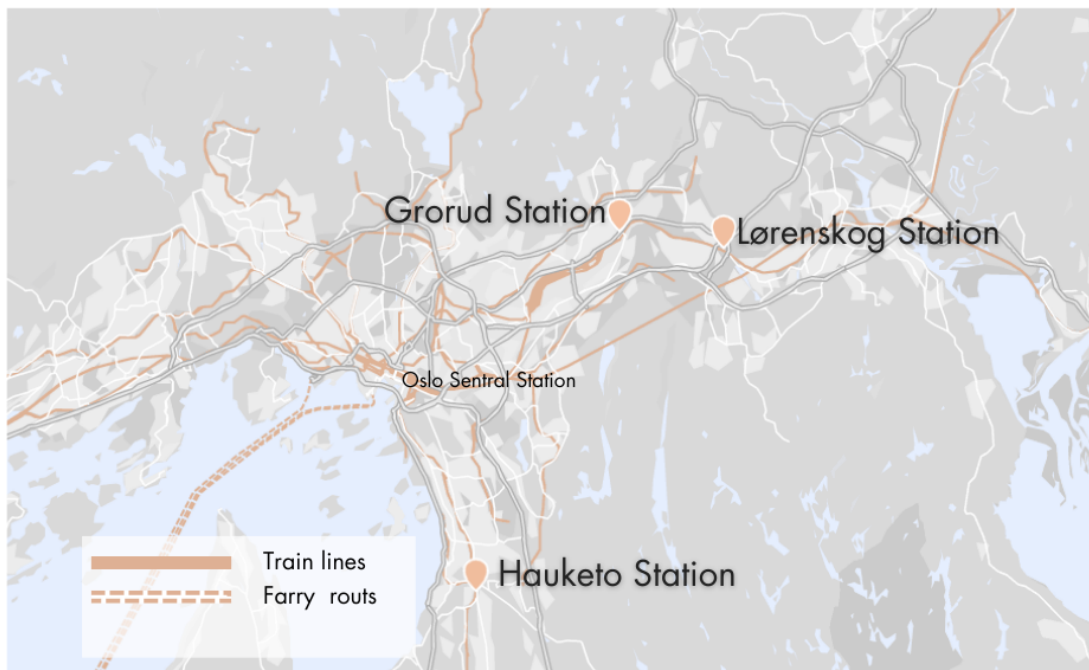 Grorud Station
Lørenskog Station
Oslo Sentral Station
Hauketo Station
Train lines
Farry routs